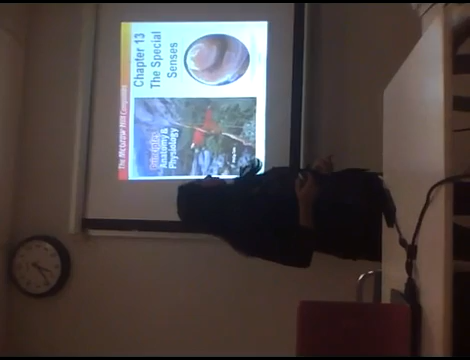 The McGraw-Hill Companies
Chapter 13
The Special
Senses
Anatomy &
Physiology